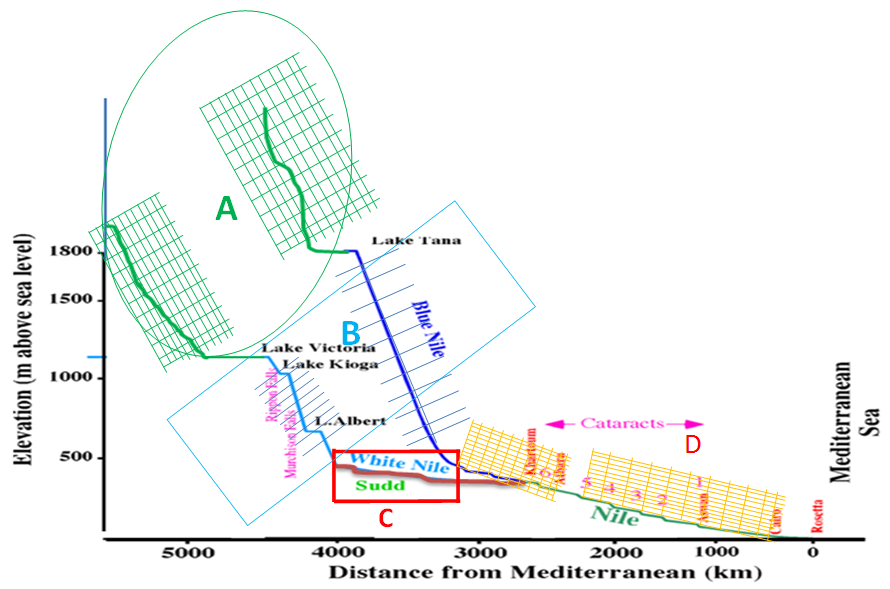 A
Lake Tana
1800
B
Blue Nile
1500
Lake Victoria
Lake Kioga
1000
Rippon Falls
Murchison Falls
L.Albert
Cataracts
D
500
White Nile
Sudd
C
Khartoum
6
Atbara
5
4
3
2
1
Aswan
Nile
Cairo
Rosetta
Mediterranean
Sea
Elevation (m above sea level)
5000
4000
3000
2000
1000
0
Distance from Mediterranean (km)